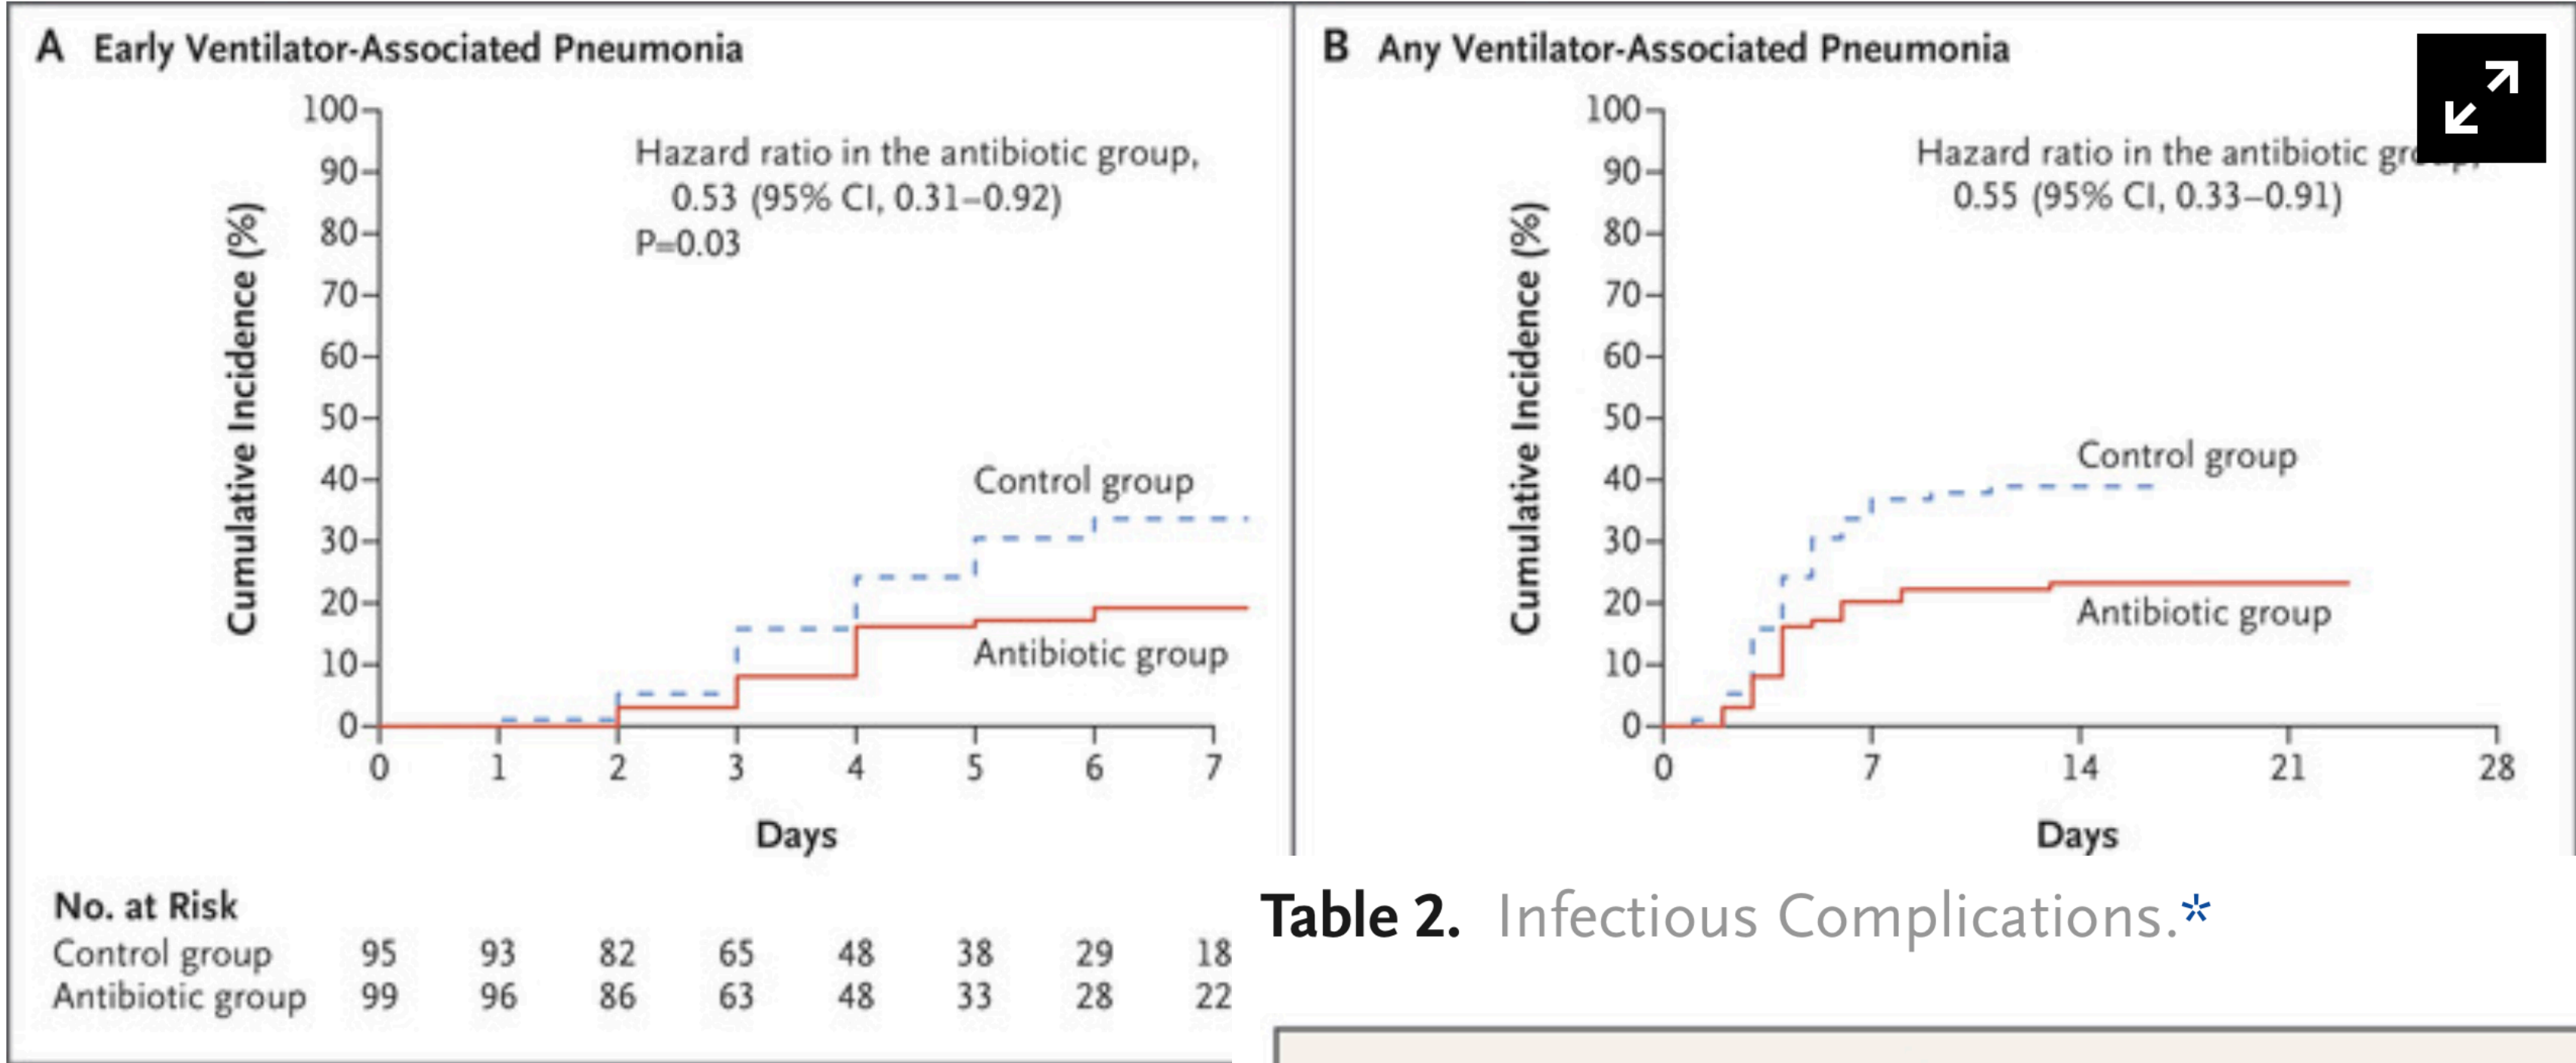 A Early Ventilator-Associated Pneumonia
100
90
80
70
60
50
40
30
20
10
0
Cumulative Incidence (%)
Hazard ratio in the antibiotic group,
0.53 (95% CI, 0.31–0.92)
P=0.03
Control group
Antibiotic group
0 1 2 3 4 5 6 7
Days
No. at Risk
Control group 95 93 82 65 48 38 29 18
Antibiotic group 99 96 86 63 48 33 28 22
B Any Ventilator-Associated Pneumonia
100
90
80
70
60
50
40
30
20
10
0
Cumulative Incidence (%)
Hazard ratio in the antibiotic
0.55 (95% CI, 0.33–0.91)
Control group
Antibiotic group
0 7 14 21 28
Days
Table 2. Infectious Complications.*